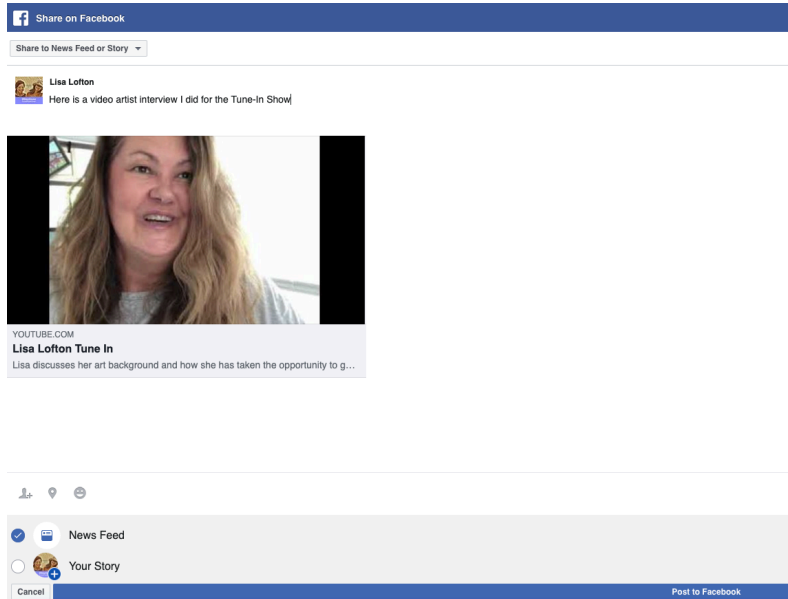 Share on Facebook
Share to News Feed or Story
Lisa Lofton
Here is a video artist interview I did for the Tune-In Show
YOUTUBE.COM
Lisa Lofton Tune In
Lisa discusses her art background and how she has taken the opportunity to g...
News Feed
Your Story
Cancel
Post to Facebook